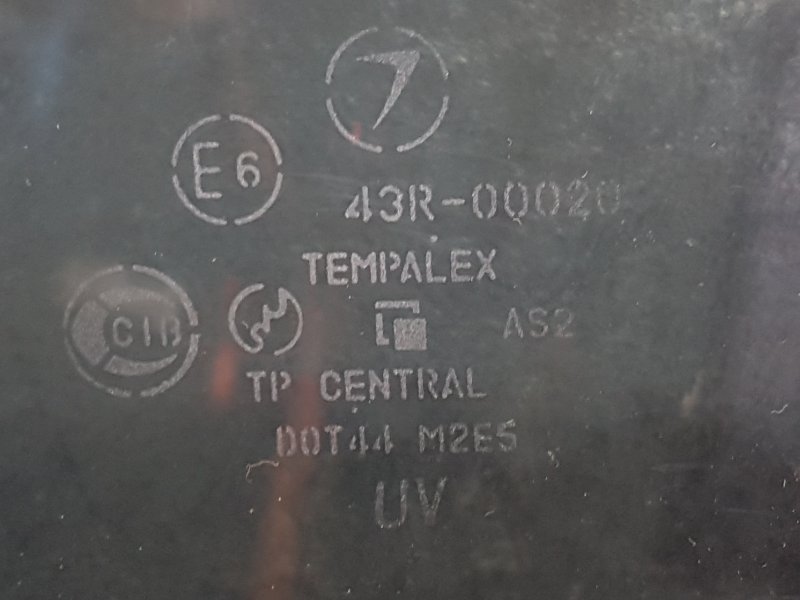 E6
43R-00020
TEMPALEX
CIB
AS2
TP CENTRAL
DOT44 M2E5
UV